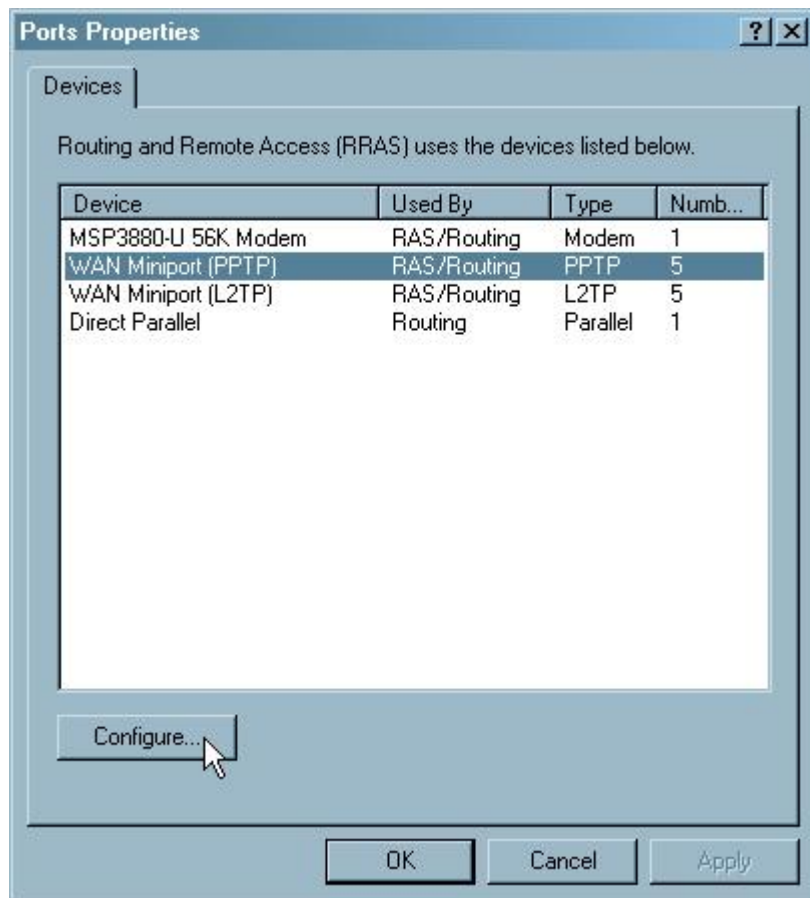 Ports Properties
Devices
Routing and Remote Access (RRAS) uses the devices listed below.
Device Used By Type Numb...
MSP3880-U 56K Modem RAS/Routing Modem 1
WAN Miniport (PPTP) RAS/Routing PPTP 5
WAN Miniport (L2TP) RAS/Routing L2TP 5
Direct Parallel Routing Parallel 1
Configure...
OK Cancel Apply